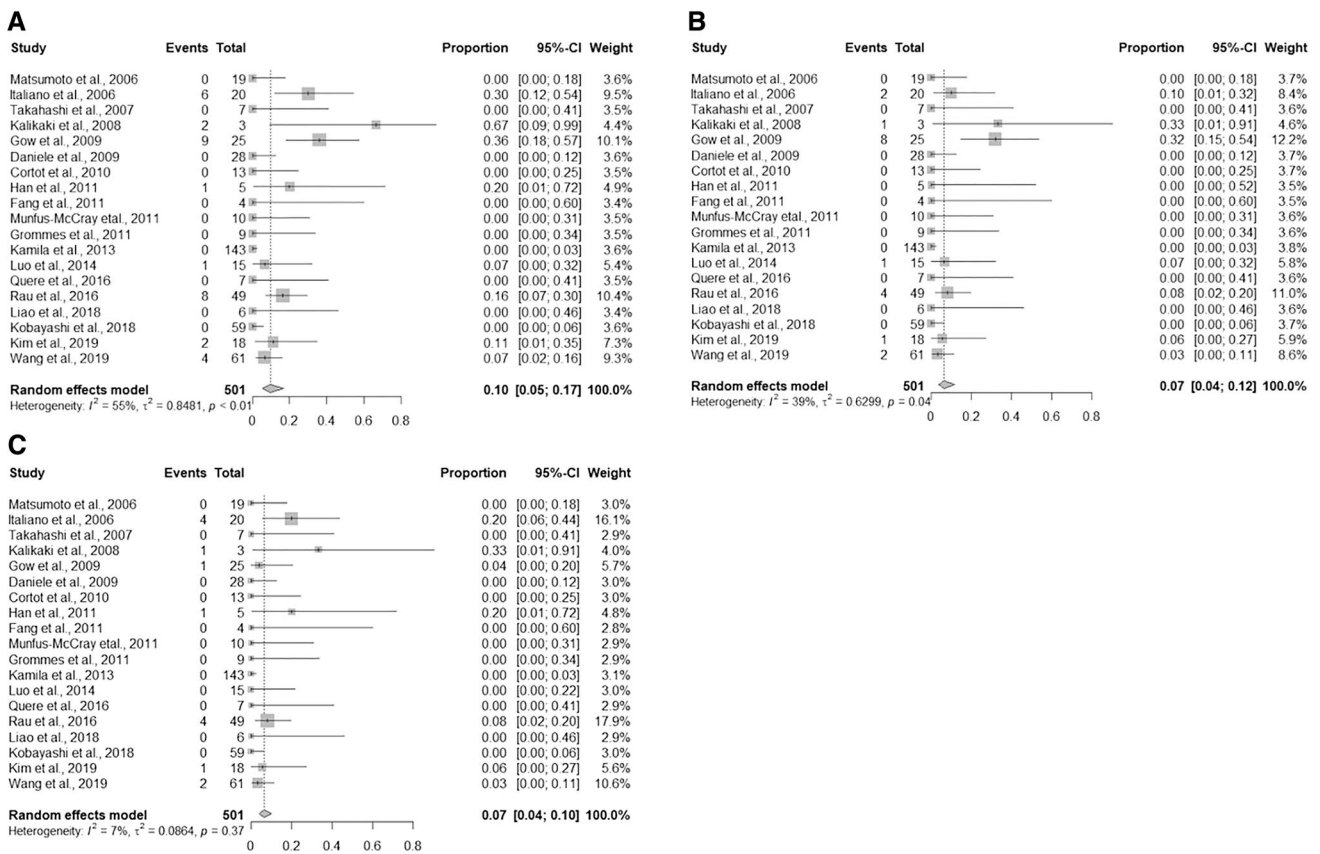 A
Study Events Total Proportion 95%-CI Weight
Matsumoto et al., 2006 0 19 0.00 [0.00; 0.18] 3.6%
Italiano et al., 2006 6 20 0.30 [0.12; 0.54] 9.5%
Takahashi et al., 2007 0 7 0.00 [0.00; 0.41] 3.5%
Kalikaki et al., 2008 2 3 0.67 [0.09; 0.99] 4.4%
Gow et al., 2009 9 25 0.36 [0.18; 0.57] 10.1%
Daniele et al., 2009 0 28 0.00 [0.00; 0.12] 3.6%
Cortot et al., 2010 0 13 0.00 [0.00; 0.25] 3.5%
Han et al., 2011 1 5 0.20 [0.01; 0.72] 4.9%
Fang et al., 2011 0 4 0.00 [0.00; 0.60] 3.4%
Munfus-McCray etal., 2011 0 10 0.00 [0.00; 0.31] 3.5%
Grommes et al., 2011 0 9 0.00 [0.00; 0.34] 3.5%
Kamila et al., 2013 0 143 0.00 [0.00; 0.03] 3.6%
Luo et al., 2014 1 15 0.07 [0.00; 0.32] 5.4%
Quere et al., 2016 0 7 0.00 [0.00; 0.41] 3.5%
Rau et al., 2016 8 49 0.16 [0.07; 0.30] 10.4%
Liao et al., 2018 0 6 0.00 [0.00; 0.46] 3.4%
Kobayashi et al., 2018 0 59 0.00 [0.00; 0.06] 3.6%
Kim et al., 2019 2 18 0.11 [0.01; 0.35] 7.3%
Wang et al., 2019 4 61 0.07 [0.02; 0.16] 9.3%
Random effects model 501 0.10 [0.05; 0.17] 100.0%
Heterogeneity: I² = 55%, τ² = 0.8481, p < 0.01
0 0.2 0.4 0.6 0.8
B
Study Events Total Proportion 95%-CI Weight
Matsumoto et al., 2006 0 19 0.00 [0.00; 0.18] 3.7%
Italiano et al., 2006 2 20 0.10 [0.01; 0.32] 8.4%
Takahashi et al., 2007 0 7 0.00 [0.00; 0.41] 3.6%
Kalikaki et al., 2008 1 3 0.33 [0.01; 0.91] 4.6%
Gow et al., 2009 8 25 0.32 [0.15; 0.54] 12.2%
Daniele et al., 2009 0 28 0.00 [0.00; 0.12] 3.7%
Cortot et al., 2010 0 13 0.00 [0.00; 0.25] 3.7%
Han et al., 2011 0 5 0.00 [0.00; 0.52] 3.5%
Fang et al., 2011 0 4 0.00 [0.00; 0.60] 3.5%
Munfus-McCray etal., 2011 0 10 0.00 [0.00; 0.31] 3.6%
Grommes et al., 2011 0 9 0.00 [0.00; 0.34] 3.6%
Kamila et al., 2013 0 143 0.00 [0.00; 0.03] 3.8%
Luo et al., 2014 1 15 0.07 [0.00; 0.32] 5.8%
Quere et al., 2016 0 7 0.00 [0.00; 0.41] 3.6%
Rau et al., 2016 4 49 0.08 [0.02; 0.20] 11.0%
Liao et al., 2018 0 6 0.00 [0.00; 0.46] 3.6%
Kobayashi et al., 2018 0 59 0.00 [0.00; 0.06] 3.7%
Kim et al., 2019 1 18 0.06 [0.00; 0.27] 5.9%
Wang et al., 2019 2 61 0.03 [0.00; 0.11] 8.6%
Random effects model 501 0.07 [0.04; 0.12] 100.0%
Heterogeneity: I² = 39%, τ² = 0.6299, p = 0.04
0 0.2 0.4 0.6 0.8
C
Study Events Total Proportion 95%-CI Weight
Matsumoto et al., 2006 0 19 0.00 [0.00; 0.18] 3.0%
Italiano et al., 2006 4 20 0.20 [0.06; 0.44] 16.1%
Takahashi et al., 2007 0 7 0.00 [0.00; 0.41] 2.9%
Kalikaki et al., 2008 1 3 0.33 [0.01; 0.91] 4.0%
Gow et al., 2009 1 25 0.04 [0.00; 0.20] 5.7%
Daniele et al., 2009 0 28 0.00 [0.00; 0.12] 3.0%
Cortot et al., 2010 0 13 0.00 [0.00; 0.25] 3.0%
Han et al., 2011 1 5 0.20 [0.01; 0.72] 4.8%
Fang et al., 2011 0 4 0.00 [0.00; 0.60] 2.8%
Munfus-McCray etal., 2011 0 10 0.00 [0.00; 0.31] 2.9%
Grommes et al., 2011 0 9 0.00 [0.00; 0.34] 2.9%
Kamila et al., 2013 0 143 0.00 [0.00; 0.03] 3.1%
Luo et al., 2014 0 15 0.00 [0.00; 0.22] 3.0%
Quere et al., 2016 0 7 0.00 [0.00; 0.41] 2.9%
Rau et al., 2016 4 49 0.08 [0.02; 0.20] 17.9%
Liao et al., 2018 0 6 0.00 [0.00; 0.46] 2.9%
Kobayashi et al., 2018 0 59 0.00 [0.00; 0.06] 3.0%
Kim et al., 2019 1 18 0.06 [0.00; 0.27] 5.6%
Wang et al., 2019 2 61 0.03 [0.00; 0.11] 10.6%
Random effects model 501 0.07 [0.04; 0.10] 100.0%
Heterogeneity: I² = 7%, τ² = 0.0864, p = 0.37
0 0.2 0.4 0.6 0.8